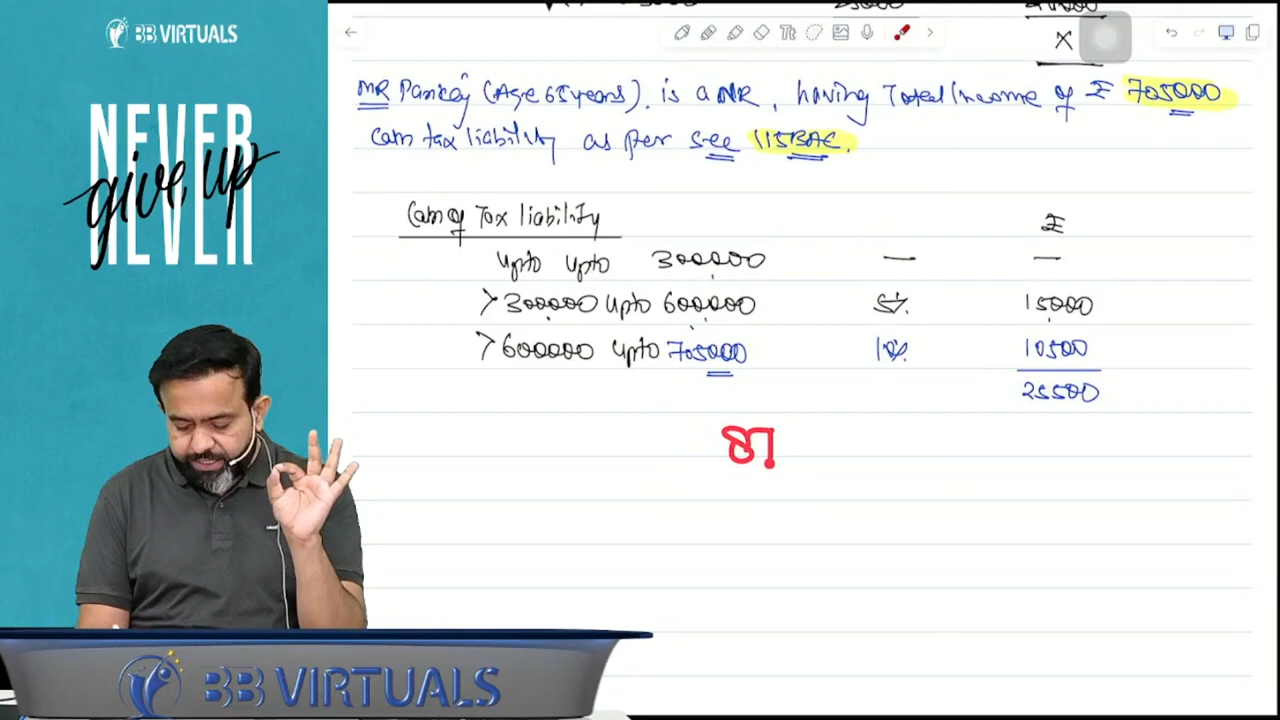 BB VIRTUALS
NEVER
give up
NEVER
X
MR Pankaj (Age 65 years). is a NR, having Total Income of ₹ 705000
Com tax liability as per sec 115BAC.
Com of Tax liability ₹
upto upto 300000 — —
>300000 upto 600000 5% 15000
>600000 upto 705000 10% 10500
25500
87
BB VIRTUALS